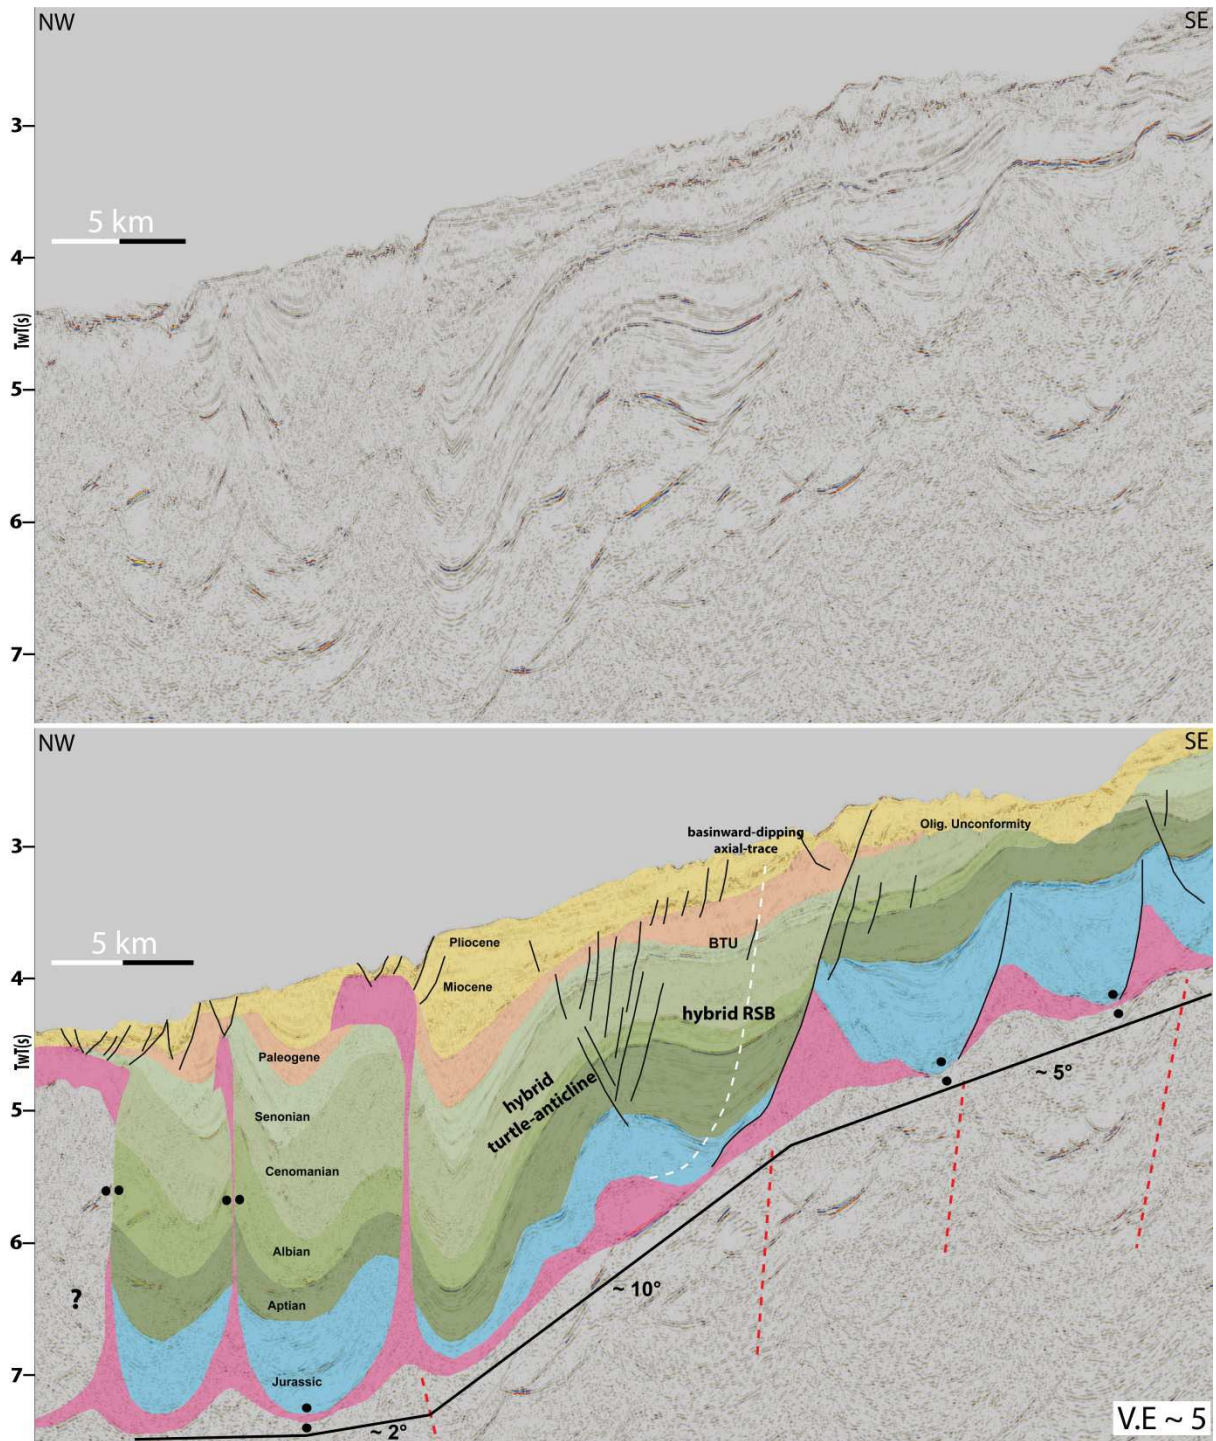 NW
SE
3
5 km
4
TwT(s)
5
6
7
NW
SE
basinward-dipping
axial-trace
Olig. Unconformity
3
Pliocene
BTU
5 km
4
Miocene
hybrid RSB
TwT(s)
Paleogene
~ 5°
5
Senonian
hybrid
turtle-anticline
Cenomanian
6
Albian
~ 10°
?
Aptian
7
Jurassic
~ 2°
V.E ~ 5